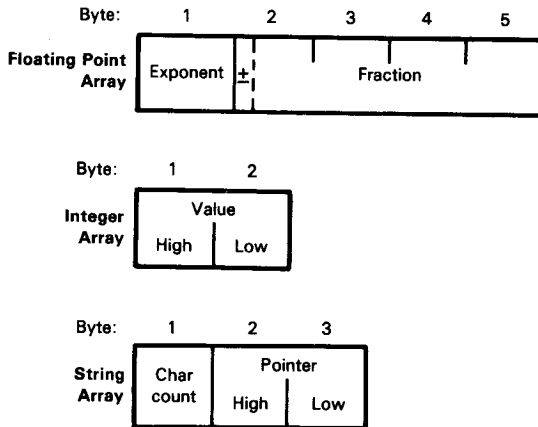 Byte: 1 2 3 4 5
Floating Point Array
Exponent ± Fraction
Byte: 1 2
Integer Array
Value
High Low
Byte: 1 2 3
String Array
Char count
Pointer
High Low